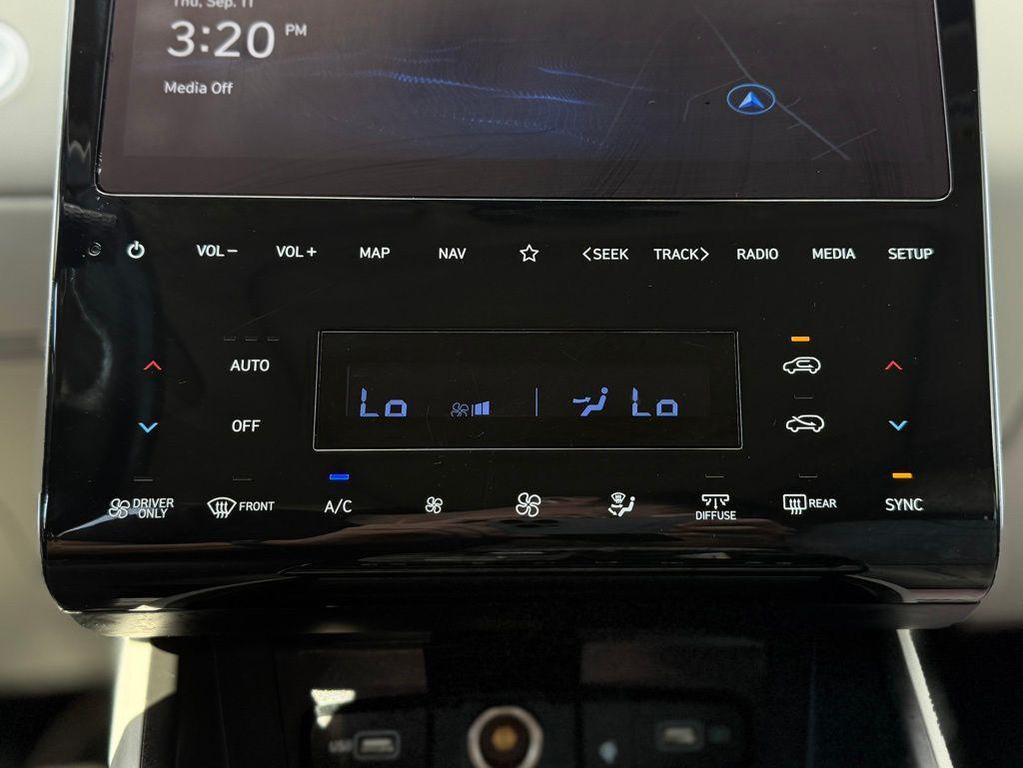 Thu, Sep. 11
3:20 PM
Media Off
VOL− VOL+ MAP NAV <SEEK TRACK> RADIO MEDIA SETUP
AUTO
Lo Lo
OFF
DRIVER ONLY FRONT A/C DIFFUSE REAR SYNC